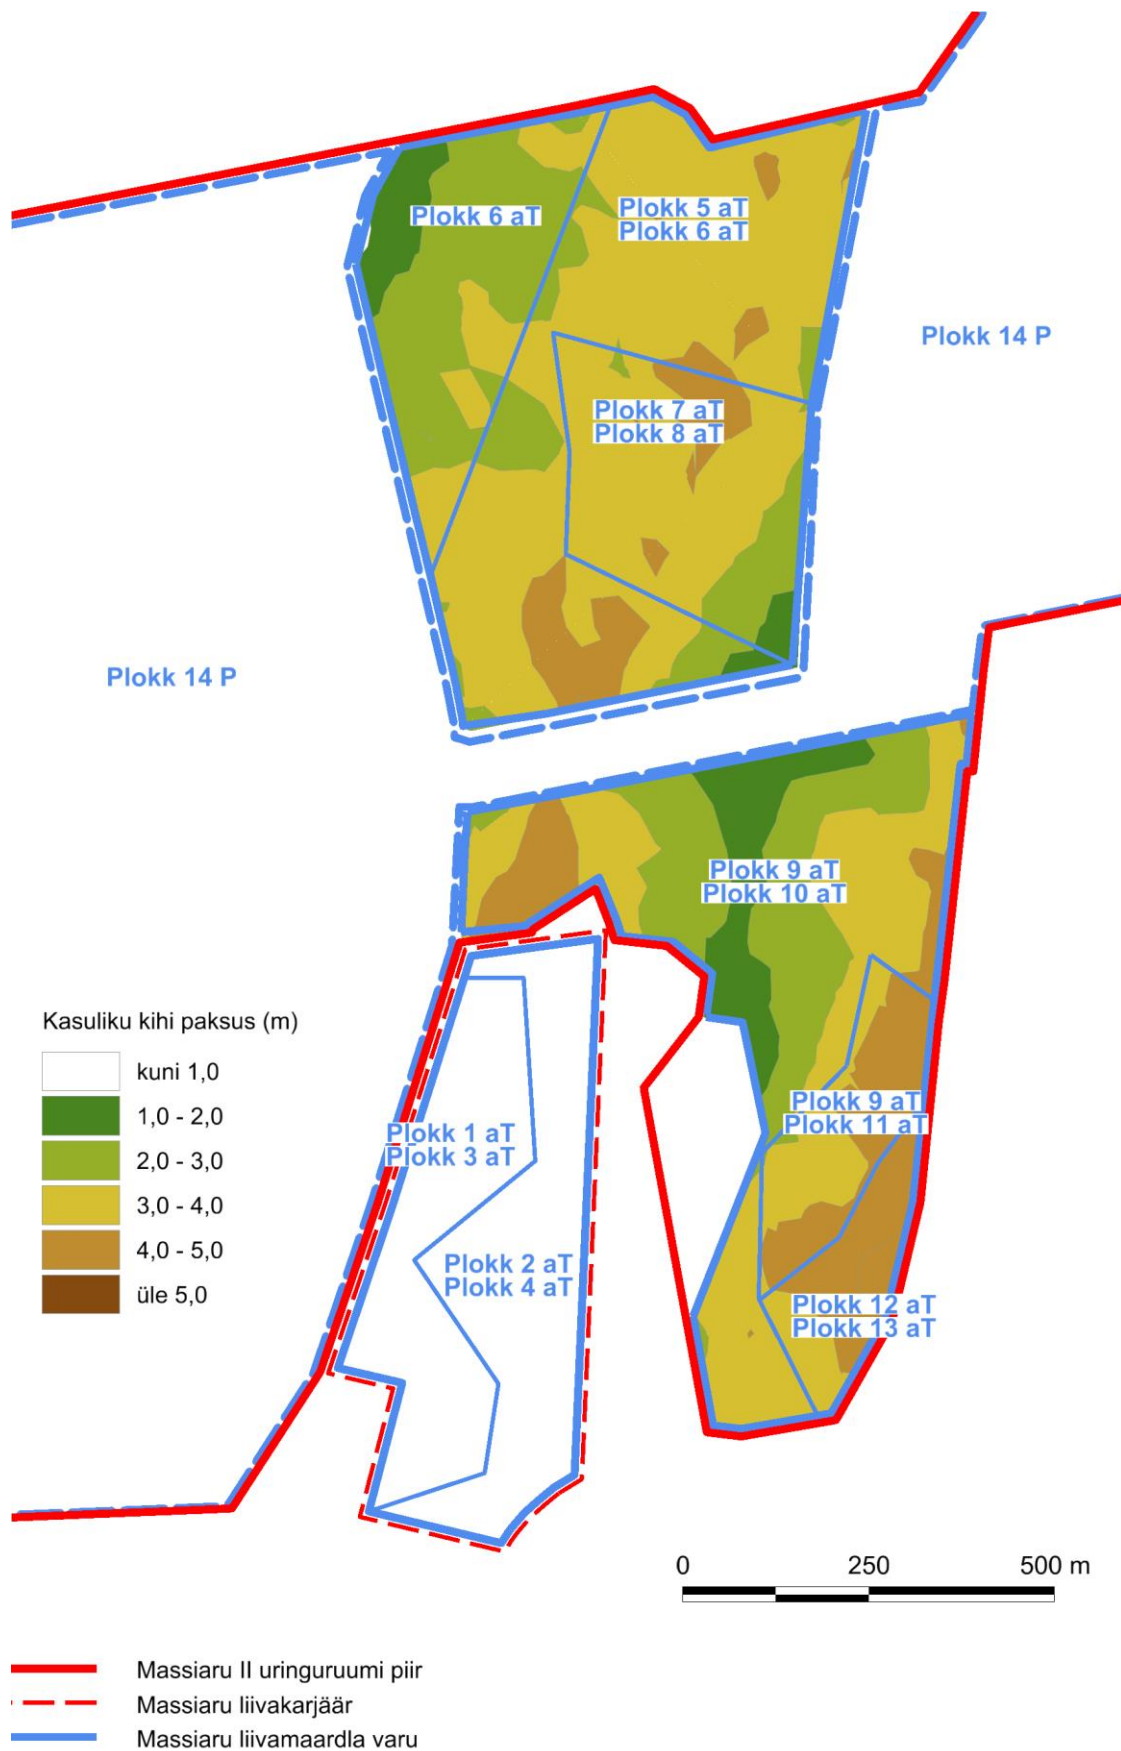 Plokk 6 aT
Plokk 5 aT
Plokk 6 aT
Plokk 14 P
Plokk 7 aT
Plokk 8 aT
Plokk 14 P
Plokk 9 aT
Plokk 10 aT
Kasuliku kihi paksus (m)
kuni 1,0
1,0 - 2,0
2,0 - 3,0
3,0 - 4,0
4,0 - 5,0
üle 5,0
Plokk 1 aT
Plokk 3 aT
Plokk 9 aT
Plokk 11 aT
Plokk 2 aT
Plokk 4 aT
Plokk 12 aT
Plokk 13 aT
0 250 500 m
Massiaru II uringuruumi piir
Massiaru liivakarjäär
Massiaru liivamaardla varu